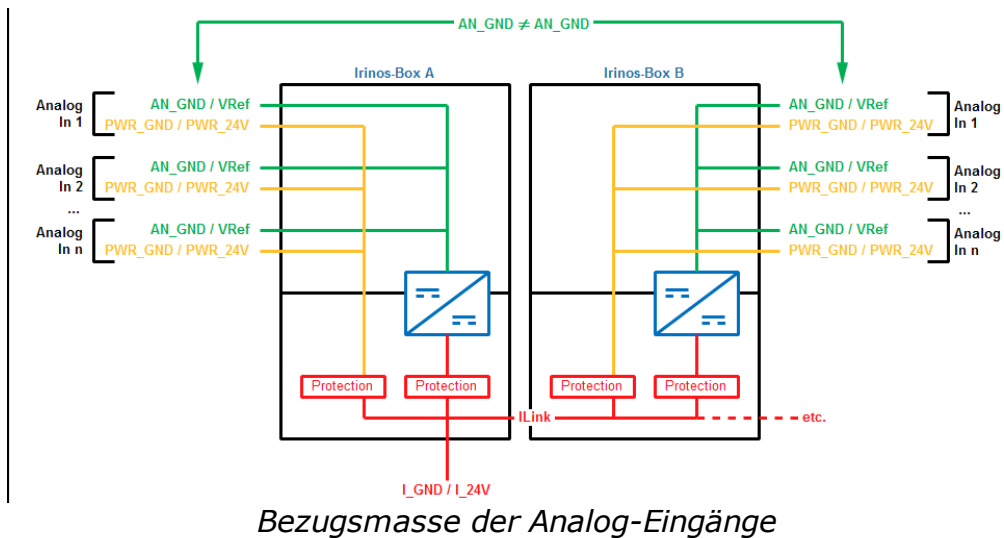 AN_GND ≠ AN_GND
Irinos-Box A
Irinos-Box B
Analog
In 1
AN_GND / VRef
PWR_GND / PWR_24V
Analog
In 2
AN_GND / VRef
PWR_GND / PWR_24V
...
Analog
In n
AN_GND / VRef
PWR_GND / PWR_24V
AN_GND / VRef
PWR_GND / PWR_24V
Analog
In 1
AN_GND / VRef
PWR_GND / PWR_24V
Analog
In 2
...
AN_GND / VRef
PWR_GND / PWR_24V
Analog
In n
Protection
Protection
Protection
Protection
ILink
etc.
I_GND / I_24V
Bezugsmasse der Analog-Eingänge